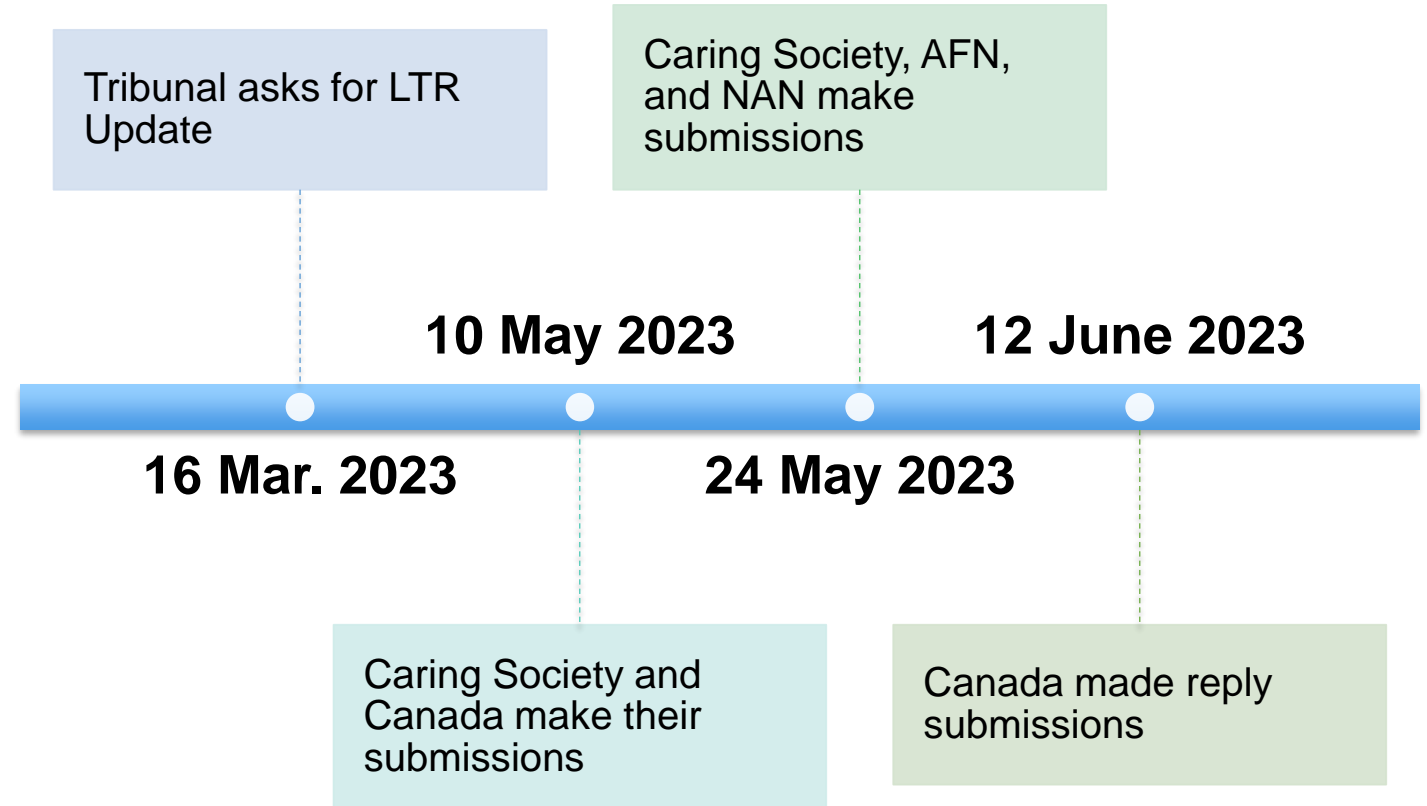 Tribunal asks for LTR
Update
Caring Society, AFN,
and NAN make
submissions
10 May 2023
12 June 2023
16 Mar. 2023
24 May 2023
Caring Society and
Canada make their
submissions
Canada made reply
submissions